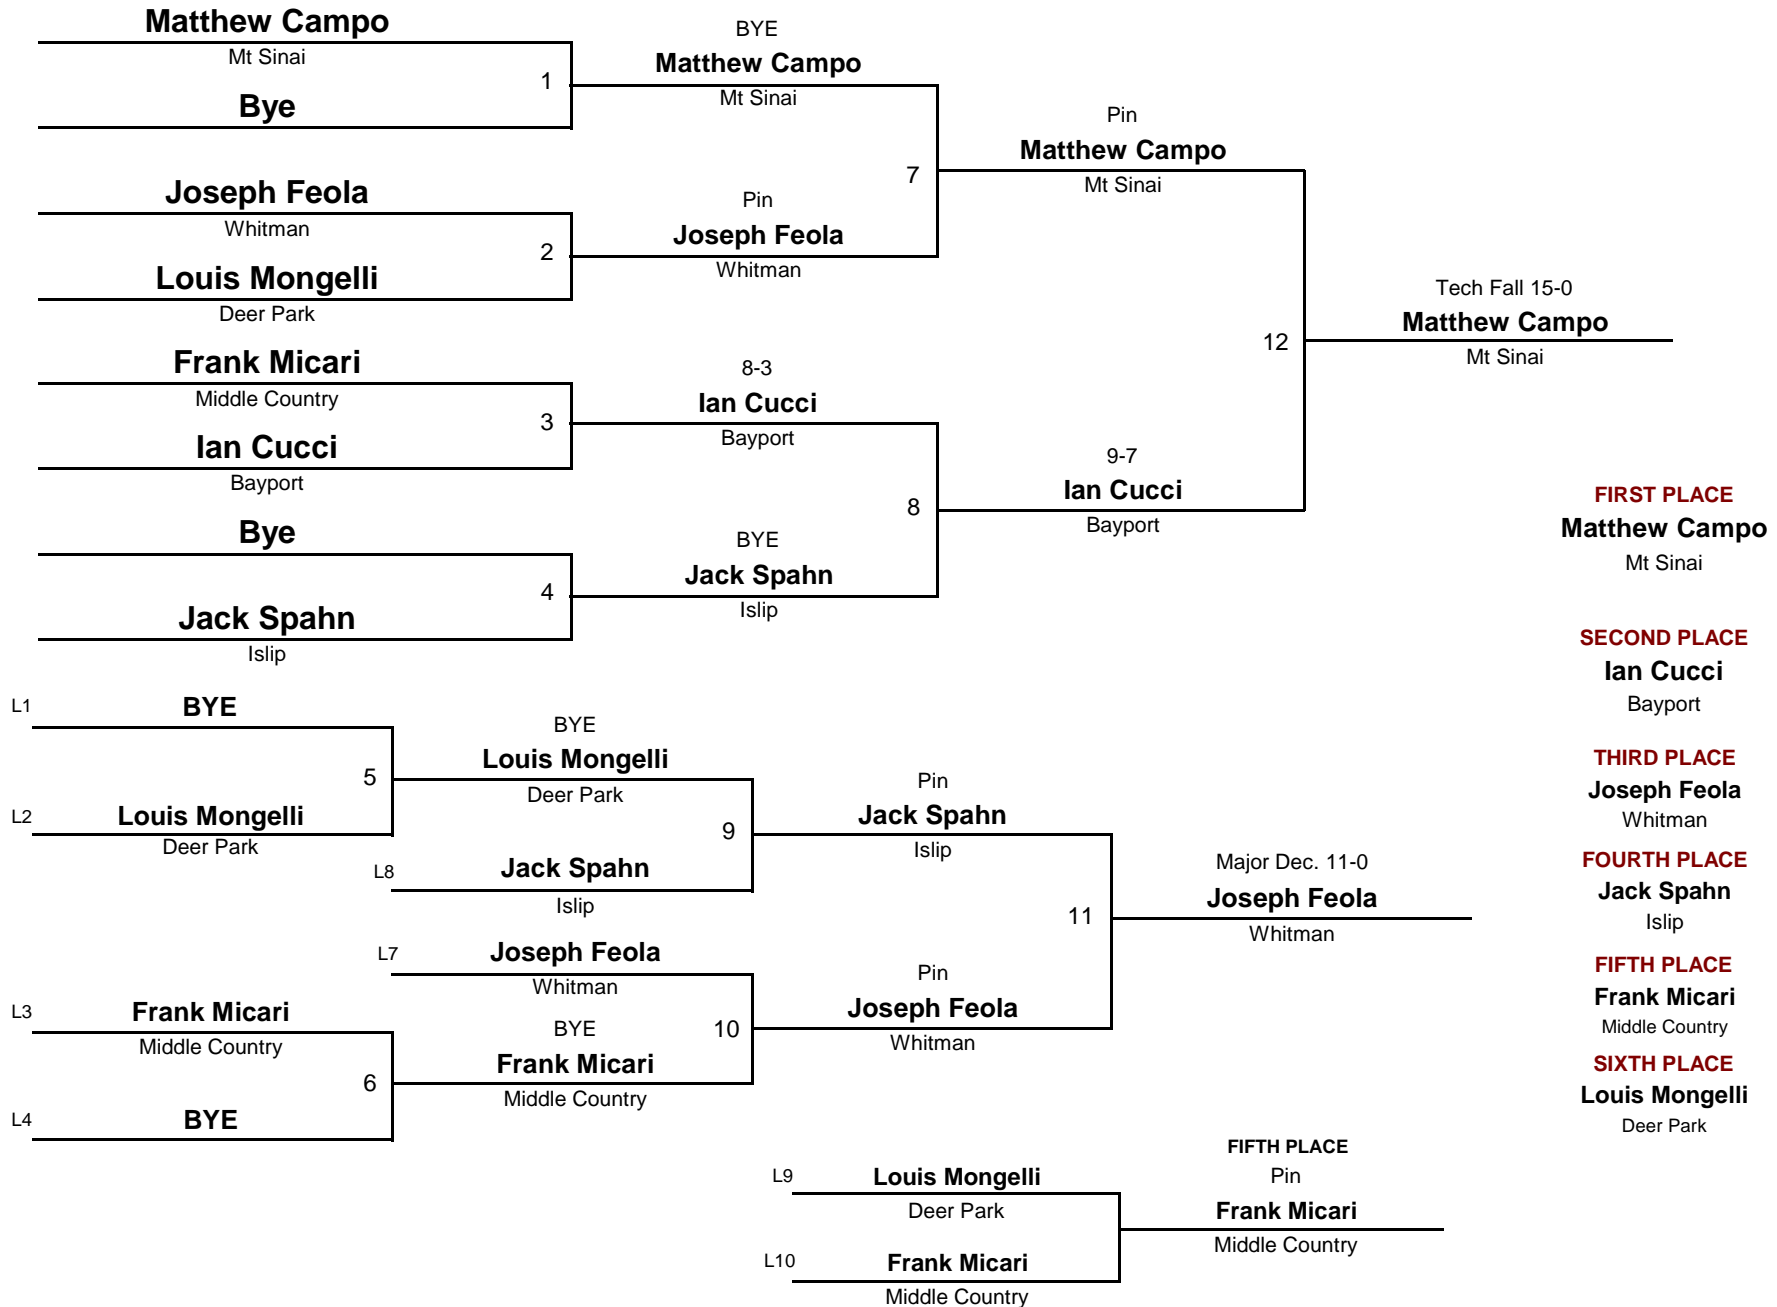 Matthew Campo
Mt Sinai
1
Bye
Joseph Feola
Whitman
2
Louis Mongelli
Deer Park
Frank Micari
Middle Country
3
Ian Cucci
Bayport
Bye
4
Jack Spahn
Islip
BYE
Matthew Campo
Mt Sinai
7
Pin
Joseph Feola
Whitman
8-3
Ian Cucci
Bayport
8
BYE
Jack Spahn
Islip
Pin
Matthew Campo
Mt Sinai
12
9-7
Ian Cucci
Bayport
Tech Fall 15-0
Matthew Campo
Mt Sinai
FIRST PLACE
Matthew Campo
Mt Sinai
SECOND PLACE
Ian Cucci
Bayport
THIRD PLACE
Joseph Feola
Whitman
FOURTH PLACE
Jack Spahn
Islip
FIFTH PLACE
Frank Micari
Middle Country
SIXTH PLACE
Louis Mongelli
Deer Park
L1 BYE
5
L2 Louis Mongelli
Deer Park
BYE
Louis Mongelli
Deer Park
9
L8 Jack Spahn
Islip
L7 Joseph Feola
Whitman
L3 Frank Micari
Middle Country
6
L4 BYE
BYE
10
Frank Micari
Middle Country
Pin
Jack Spahn
Islip
11
Pin
Joseph Feola
Whitman
Major Dec. 11-0
Joseph Feola
Whitman
L9 Louis Mongelli
Deer Park
L10 Frank Micari
Middle Country
FIFTH PLACE
Pin
Frank Micari
Middle Country